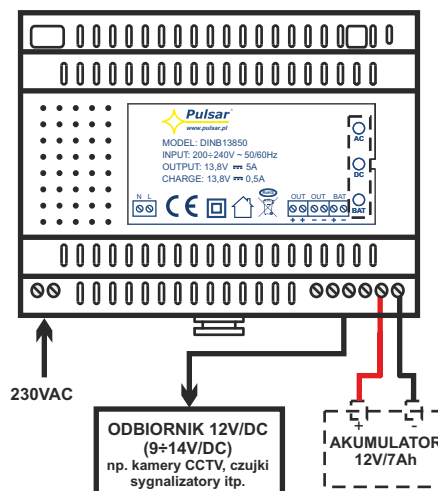 Pulsar®
www.pulsar.pl
MODEL: DINB13850
INPUT: 200÷240V ~ 50/60Hz
OUTPUT: 13,8V ⎓ 5A
CHARGE: 13,8V ⎓ 0,5A
AC
DC
BAT
N L
CE
RoHS
OUT OUT BAT
+ + − − + −
230VAC
ODBIORNIK 12V/DC
(9÷14V/DC)
np. kamery CCTV, czujki
sygnalizatory itp.
+ -
AKUMULATOR
12V/7Ah